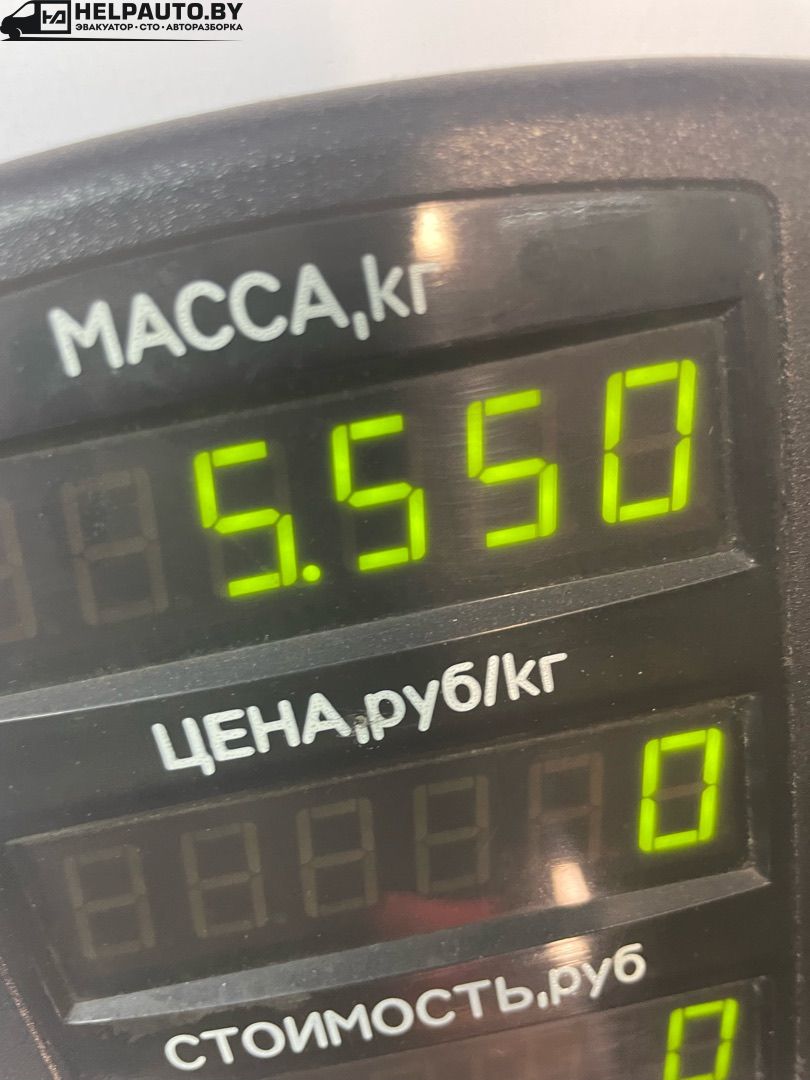 HELPAUTO.BY
ЭВАКУАТОР • СТО • АВТОРАЗБОРКА
МАССА,кг
5.550
ЦЕНА,руб/кг
0
СТОИМОСТЬ,руб
0